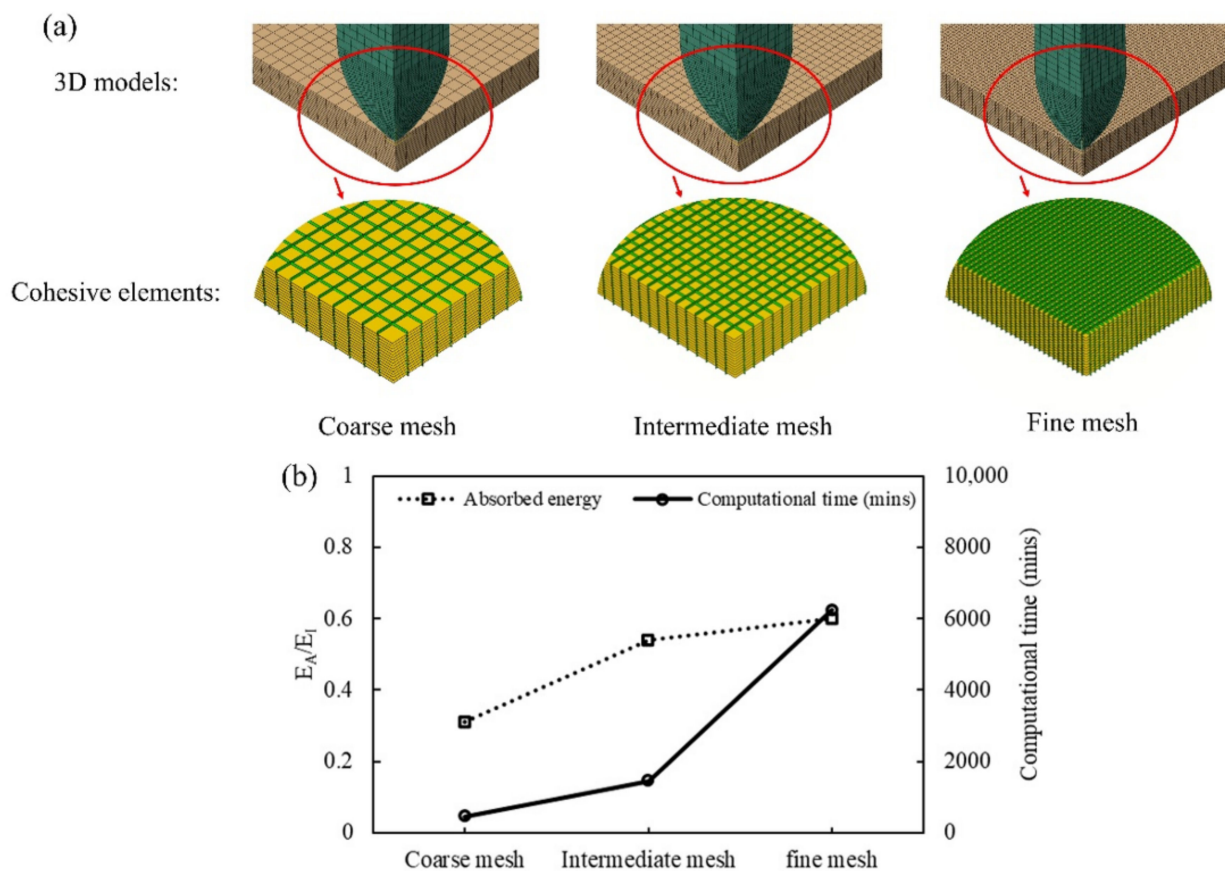 (a)
3D models:
Cohesive elements:
Coarse mesh
Intermediate mesh
Fine mesh
(b)
Absorbed energy
Computational time (mins)
1
0.8
0.6
0.4
0.2
0
E_A/E_I
10,000
8000
6000
4000
2000
0
Computational time (mins)
Coarse mesh
Intermediate mesh
fine mesh